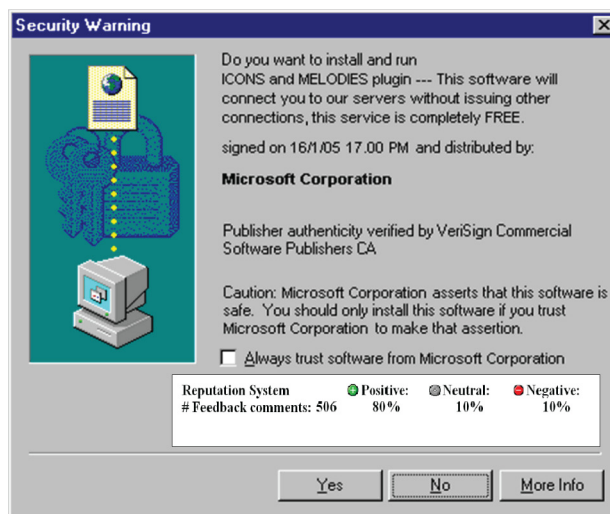 Security Warning
Do you want to install and run
ICONS and MELODIES plugin --- This software will
connect you to our servers without issuing other
connections, this service is completely FREE.
signed on 16/1/05 17.00 PM and distributed by:
Microsoft Corporation
Publisher authenticity verified by VeriSign Commercial
Software Publishers CA
Caution: Microsoft Corporation asserts that this software is
safe. You should only install this software if you trust
Microsoft Corporation to make that assertion.
Always trust software from Microsoft Corporation
Reputation System Positive: Neutral: Negative:
# Feedback comments: 506 80% 10% 10%
Yes No More Info